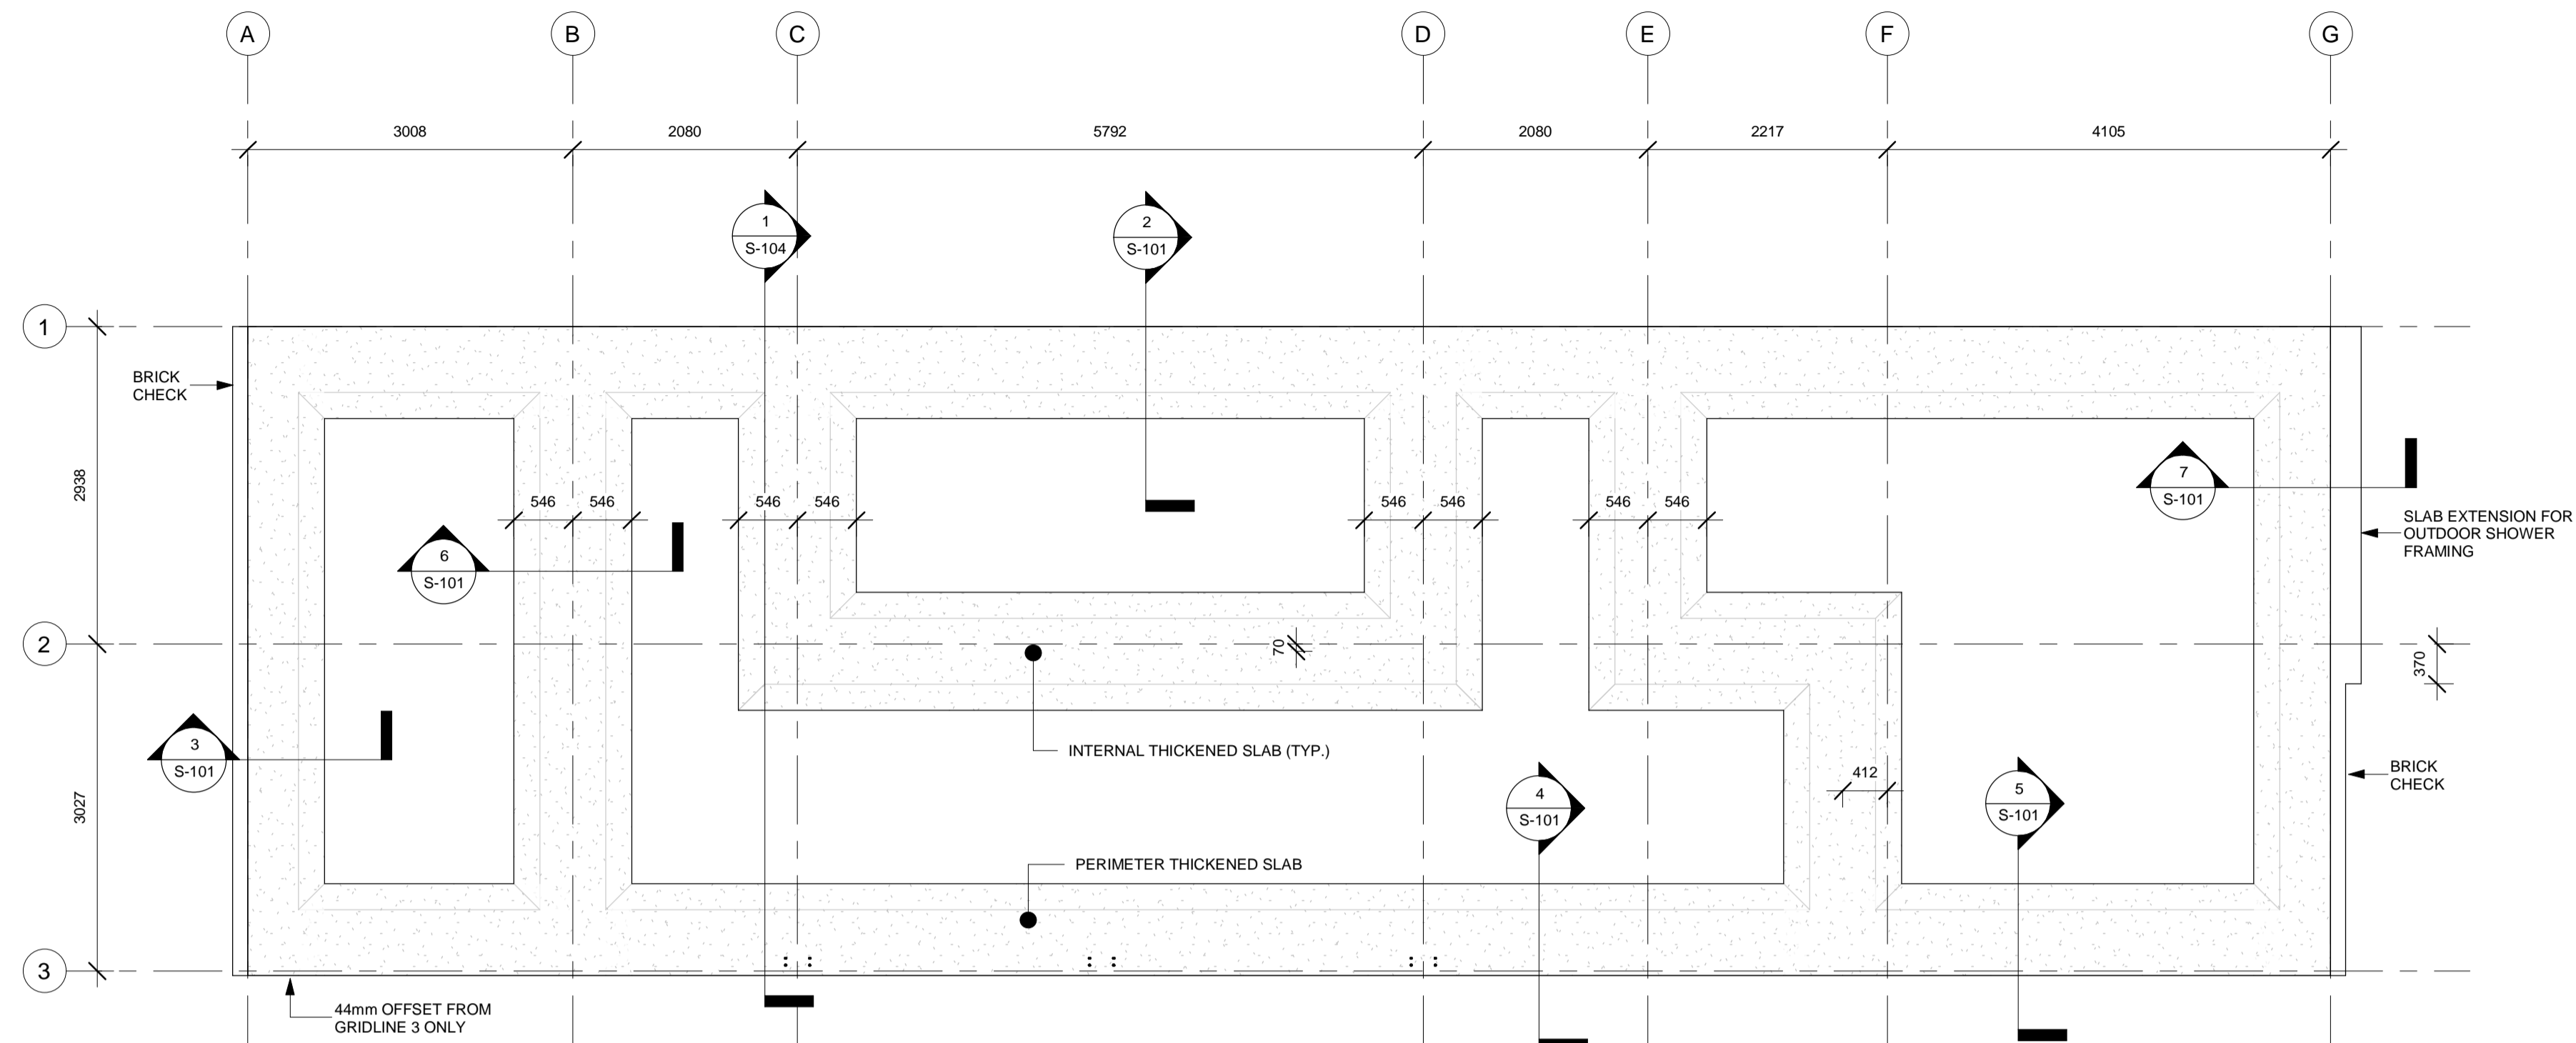 A
B
C
D
E
F
G
3008
2080
5792
2080
2217
4105
1
S-104
2
S-101
1
BRICK
CHECK
2938
546
546
546
546
546
546
546
546
7
S-101
SLAB EXTENSION FOR
OUTDOOR SHOWER
FRAMING
6
S-101
2
70
370
3
S-101
INTERNAL THICKENED SLAB (TYP.)
3027
412
4
S-101
5
S-101
BRICK
CHECK
PERIMETER THICKENED SLAB
3
44mm OFFSET FROM
GRIDLINE 3 ONLY